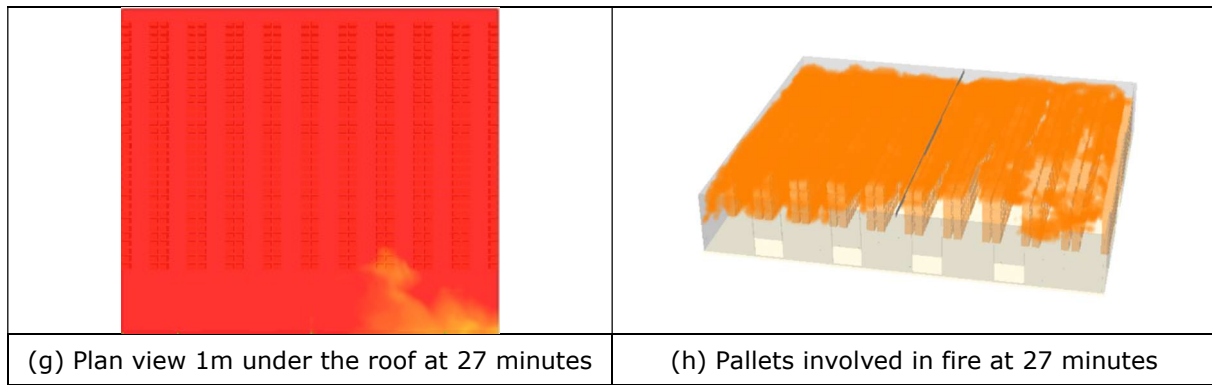 (g) Plan view 1m under the roof at 27 minutes
(h) Pallets involved in fire at 27 minutes